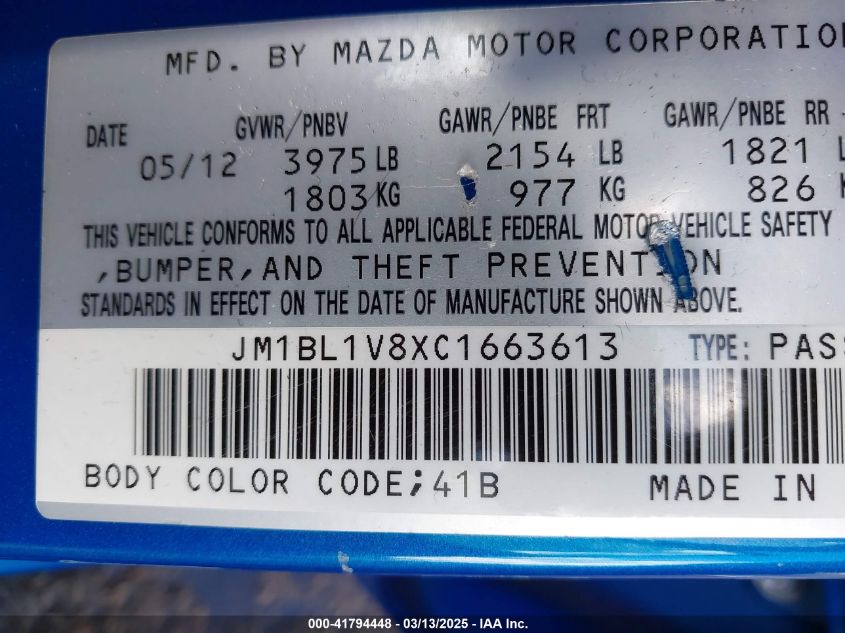 MFD. BY MAZDA MOTOR CORPORATION
DATE GVWR/PNBV GAWR/PNBE FRT GAWR/PNBE RR
05/12 3975 LB 2154 LB 1821 L
1803 KG 977 KG 826 K
THIS VEHICLE CONFORMS TO ALL APPLICABLE FEDERAL MOTOR VEHICLE SAFETY
,BUMPER,AND THEFT PREVENTION
STANDARDS IN EFFECT ON THE DATE OF MANUFACTURE SHOWN ABOVE.
JM1BL1V8XC1663613 TYPE: PASS
BODY COLOR CODE;41B MADE IN
000-41794448 — 03/13/2025 — IAA Inc.